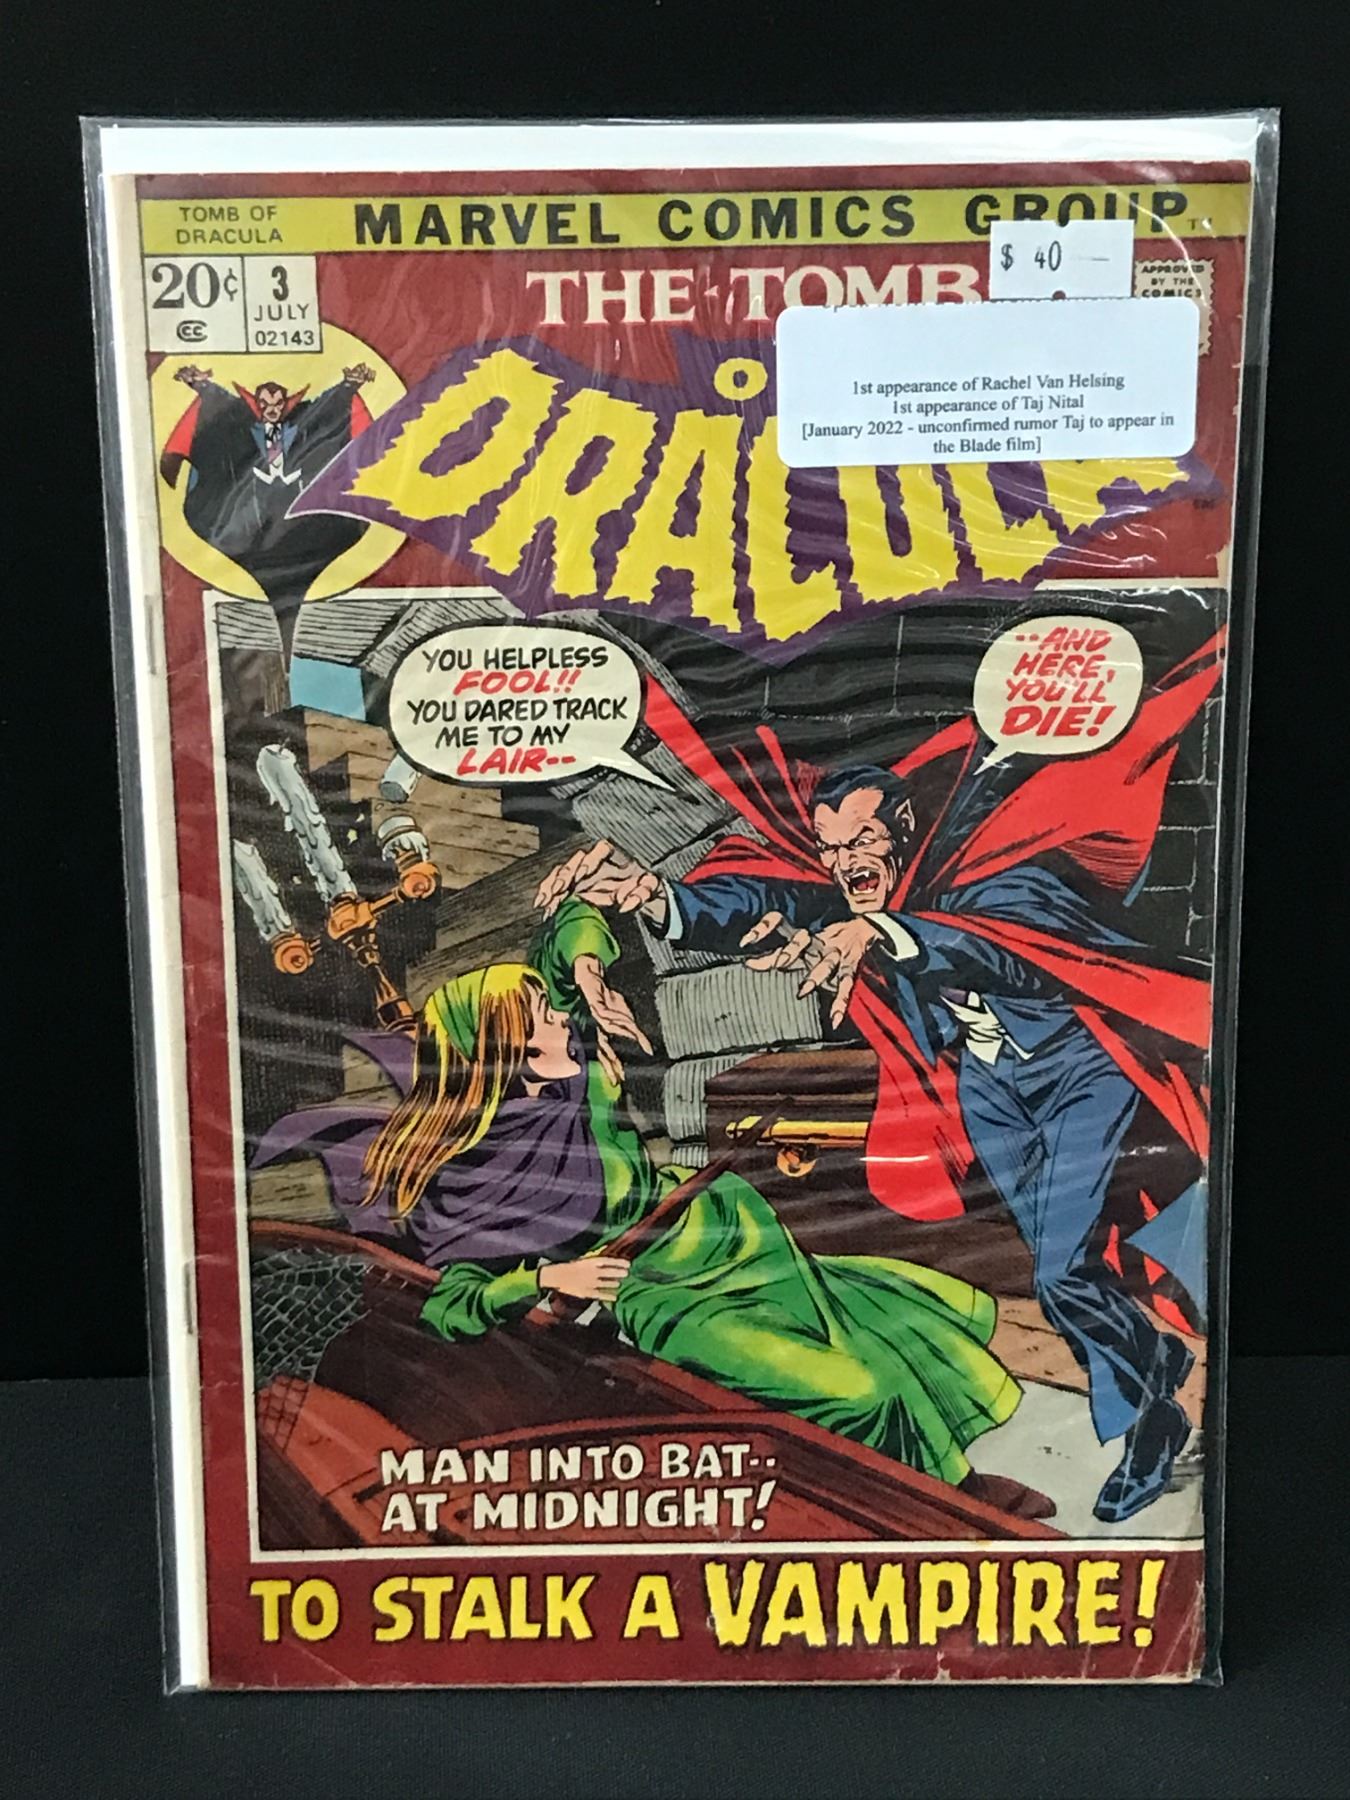 TOMB OF
DRACULA
MARVEL COMICS GROUP
20¢
CC
3
JULY
02143
THE TOMB
$ 40 —
APPROVED
BY THE
COMICS
O
DRACULA
1st appearance of Rachel Van Helsing
1st appearance of Taj Nital
[January 2022 - unconfirmed rumor Taj to appear in
the Blade film]
YOU HELPLESS
FOOL!!
YOU DARED TRACK
ME TO MY
LAIR--
--AND
HERE,
YOU'LL
DIE!
MAN INTO BAT--
AT MIDNIGHT!
TO STALK A VAMPIRE!